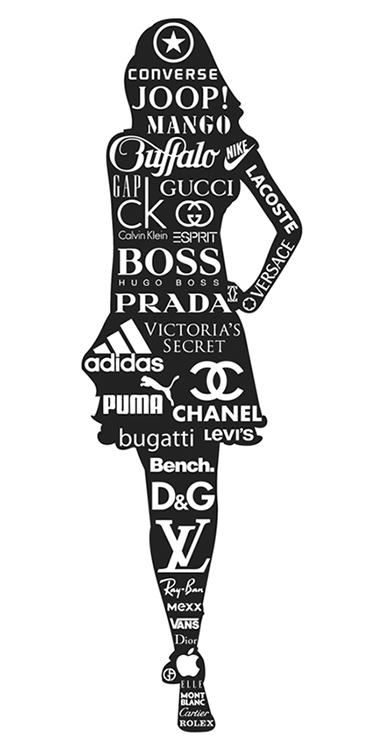 CONVERSE
JOOP!
MANGO
Buffalo
NIKE
GAP
GUCCI
LACOSTE
cK
Calvin Klein
ESPRIT
VERSACE
BOSS
HUGO BOSS
PRADA
VICTORIA'S
SECRET
adidas
PUMA
CHANEL
bugatti
LEVI'S
Bench.
D&G
LV
Ray-Ban
mexx
VANS
Dior
ELLE
MONT
BLANC
Cartier
ROLEX